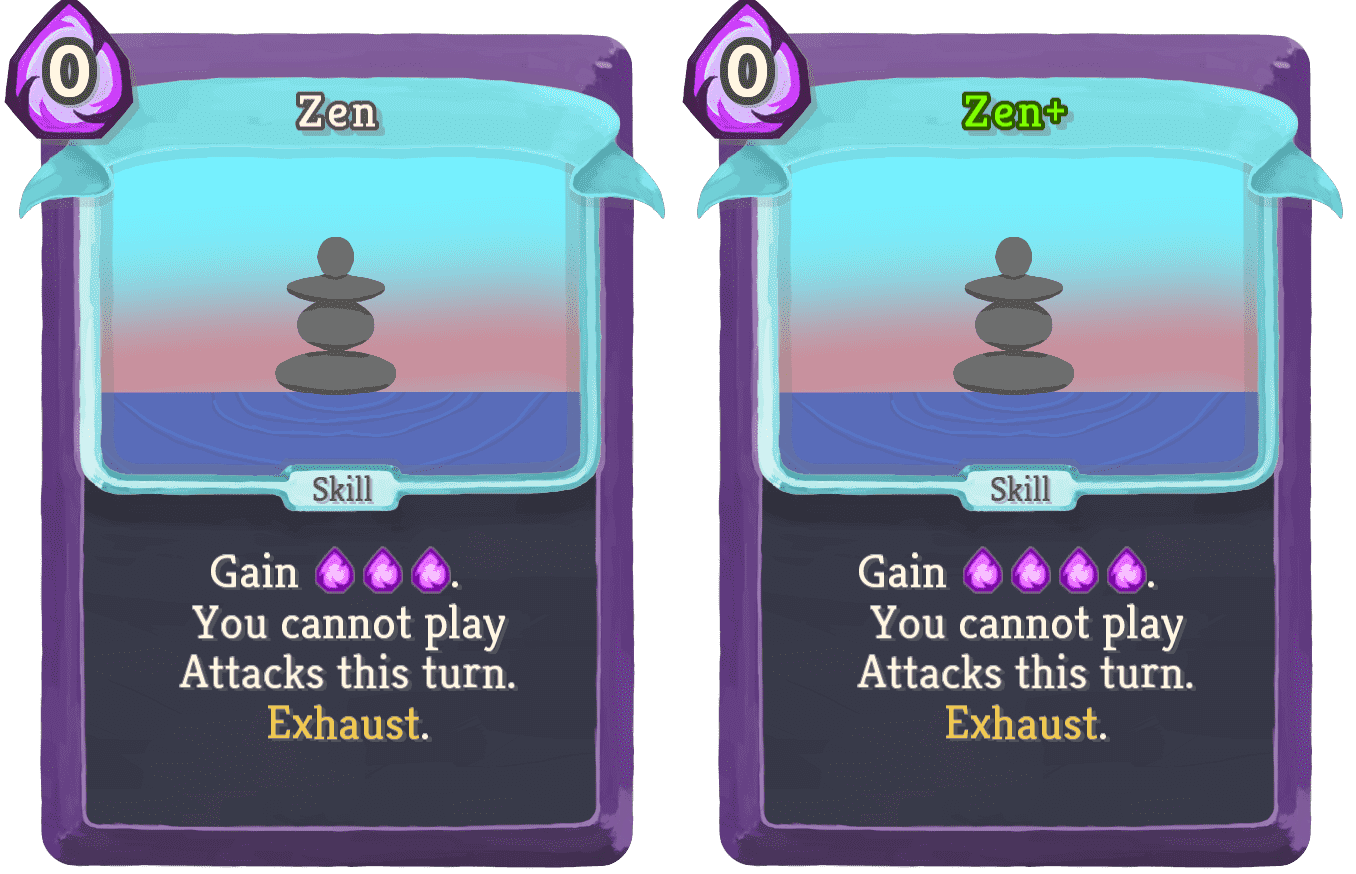 0
Zen
Skill
Gain .
You cannot play
Attacks this turn.
Exhaust.
0
Zen+
Skill
Gain .
You cannot play
Attacks this turn.
Exhaust.